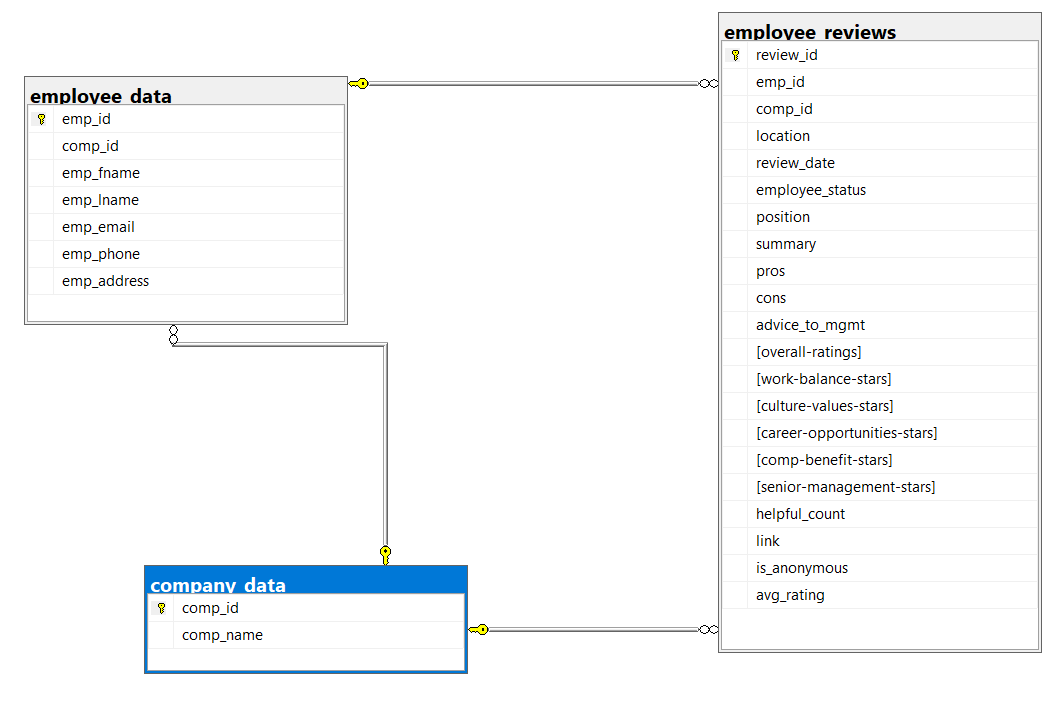 employee_data
emp_id
comp_id
emp_fname
emp_lname
emp_email
emp_phone
emp_address
company_data
comp_id
comp_name
employee_reviews
review_id
emp_id
comp_id
location
review_date
employee_status
position
summary
pros
cons
advice_to_mgmt
[overall-ratings]
[work-balance-stars]
[culture-values-stars]
[career-opportunities-stars]
[comp-benefit-stars]
[senior-management-stars]
helpful_count
link
is_anonymous
avg_rating